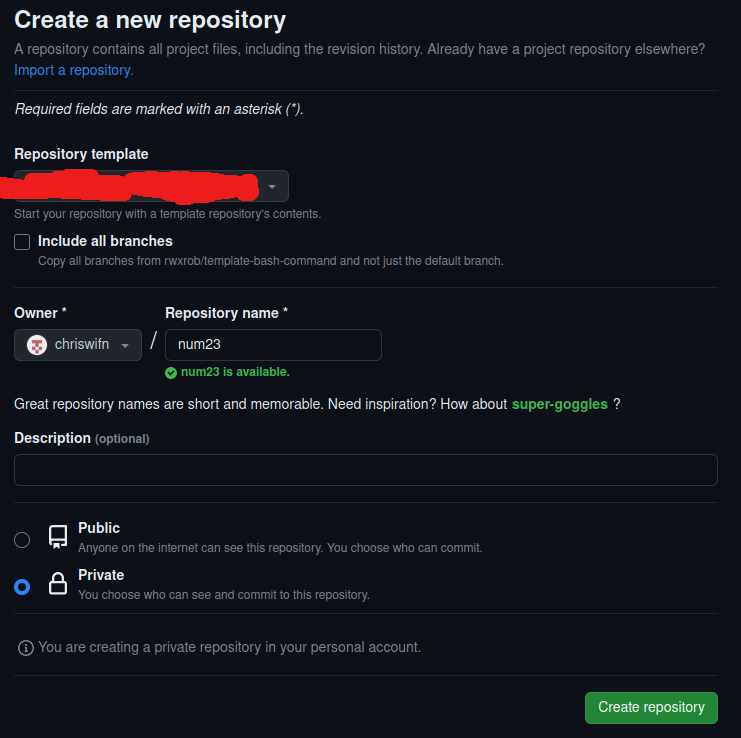 Create a new repository
A repository contains all project files, including the revision history. Already have a project repository elsewhere?
Import a repository.
Required fields are marked with an asterisk (*).
Repository template
Start your repository with a template repository's contents.
Include all branches
Copy all branches from rwxrob/template-bash-command and not just the default branch.
Owner * Repository name *
chriswifn / num23
num23 is available.
Great repository names are short and memorable. Need inspiration? How about super-goggles ?
Description (optional)
Public
Anyone on the internet can see this repository. You choose who can commit.
Private
You choose who can see and commit to this repository.
You are creating a private repository in your personal account.
Create repository